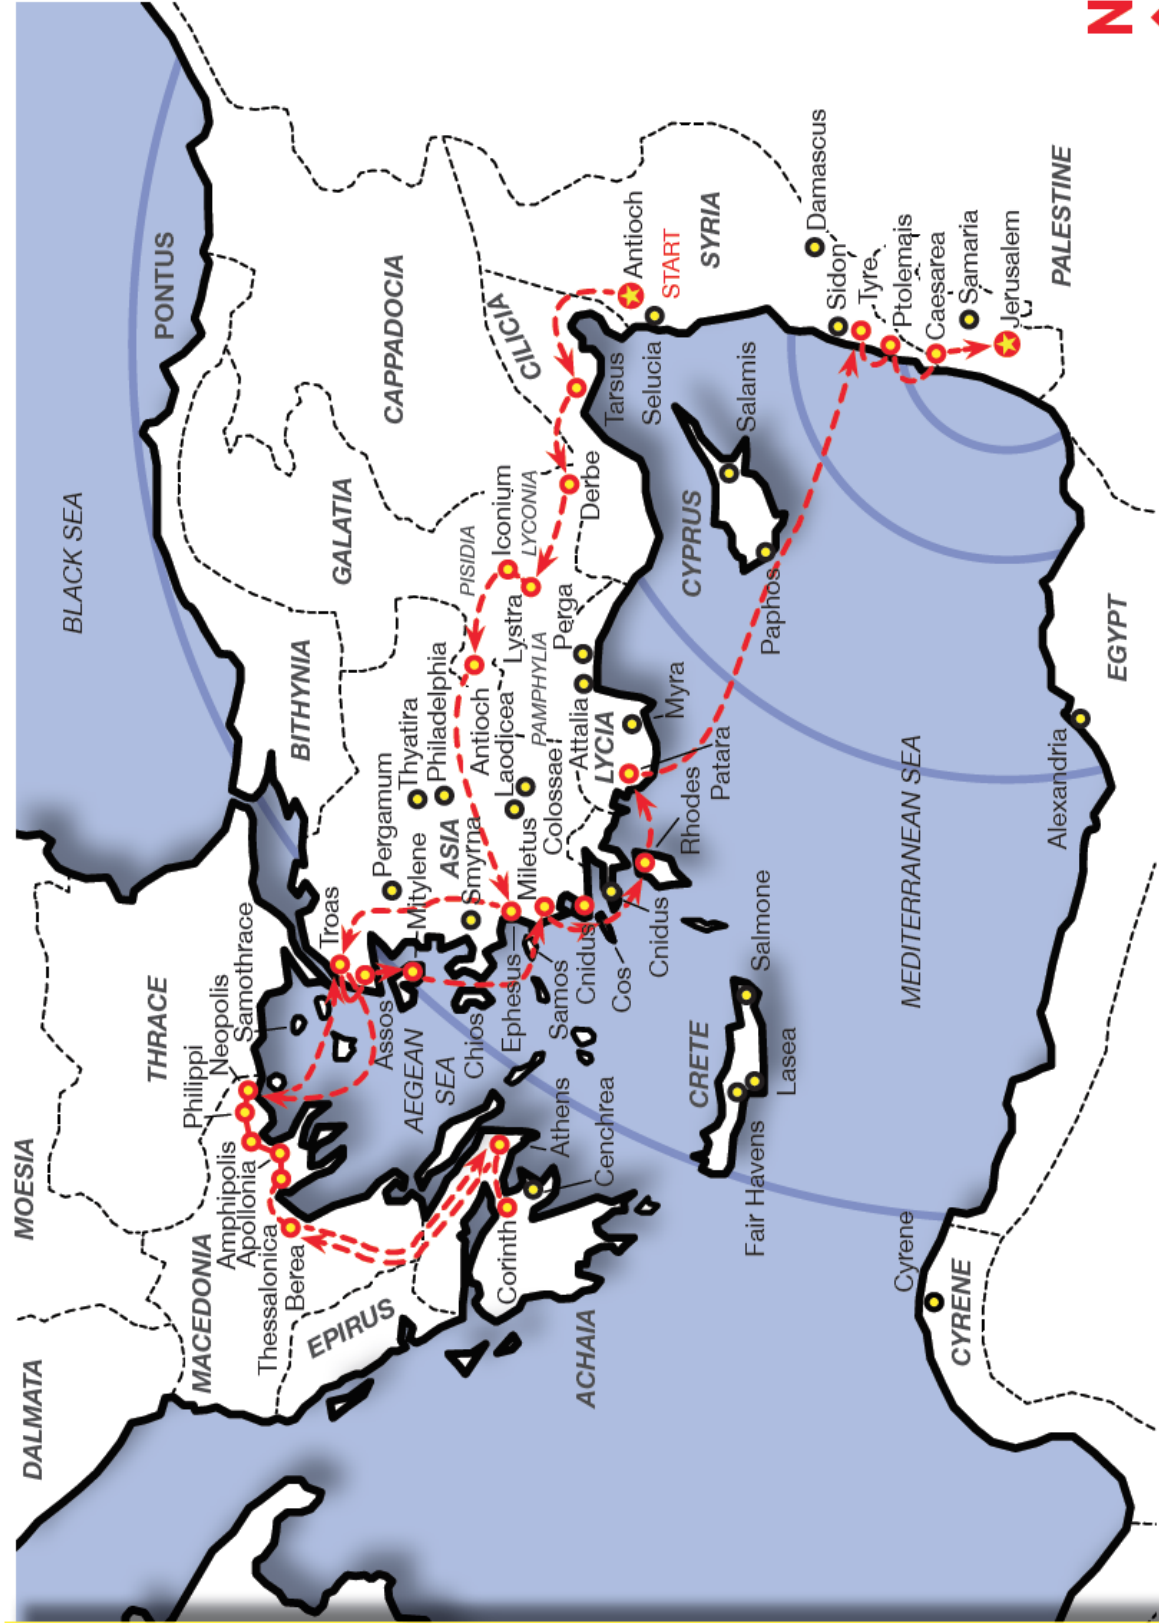 DALMATA
MOESIA
THRACE
BLACK SEA
PONTUS
MACEDONIA
Philippi
Neopolis
Samothrace
Amphipolis
Apollonia
Thessalonica
Berea
EPIRUS
Troas
BITHYNIA
GALATIA
CAPPADOCIA
Assos
AEGEAN
SEA
Mitylene
Pergamum
Thyatira
Philadelphia
ASIA
Smyrna
Chios
Antioch
PISIDIA
Iconium
LYCONIA
Lystra
Derbe
CILICIA
Tarsus
Antioch
START
Selucia
SYRIA
Laodicea
PAMPHYLIA
Perga
Attalia
Colossae
Miletus
Ephesus
Samos
Cnidus
Cos
Cnidus
LYCIA
Myra
Patara
Rhodes
Athens
Cenchrea
Corinth
ACHAIA
CRETE
Salmone
Lasea
Fair Havens
CYPRUS
Salamis
Paphos
Damascus
Sidon
Tyre
Ptolemais
Caesarea
Samaria
Jerusalem
PALESTINE
MEDITERRANEAN SEA
Cyrene
CYRENE
Alexandria
EGYPT
N